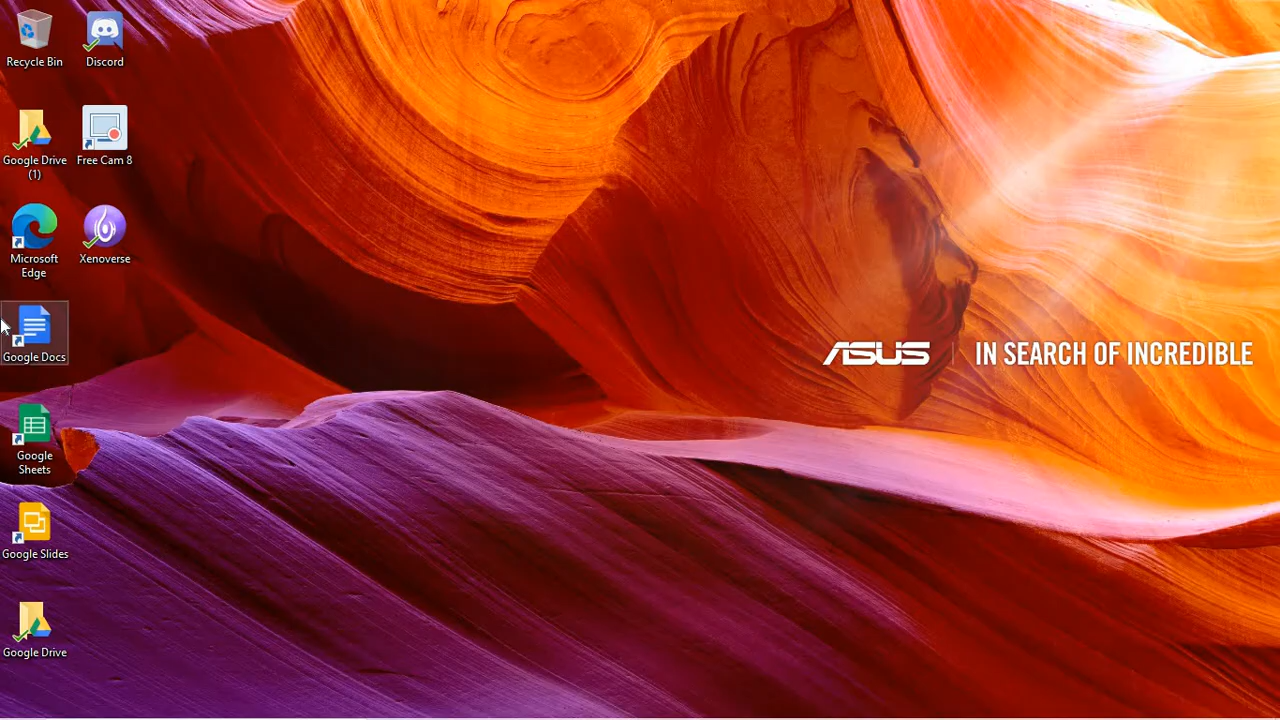 Recycle Bin
Discord
Google Drive
(1)
Free Cam 8
Microsoft
Edge
Xenoverse
Google Docs
Google
Sheets
Google Slides
Google Drive
ASUS IN SEARCH OF INCREDIBLE